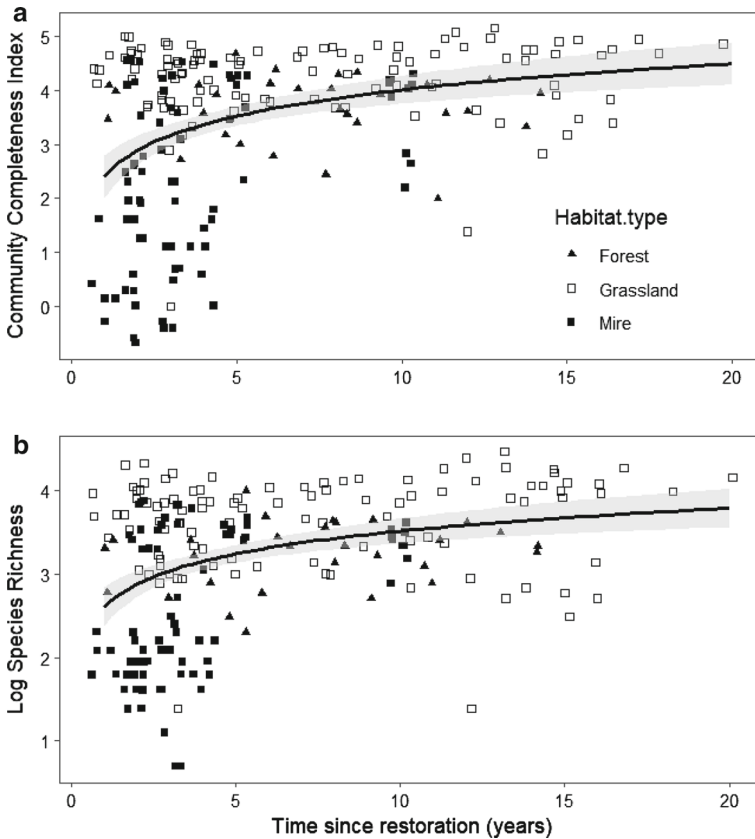 a
Community Completeness Index
5
4
3
2
1
0
Habitat.type
Forest
Grassland
Mire
0 5 10 15 20
b
Log Species Richness
4
3
2
1
0 5 10 15 20
Time since restoration (years)